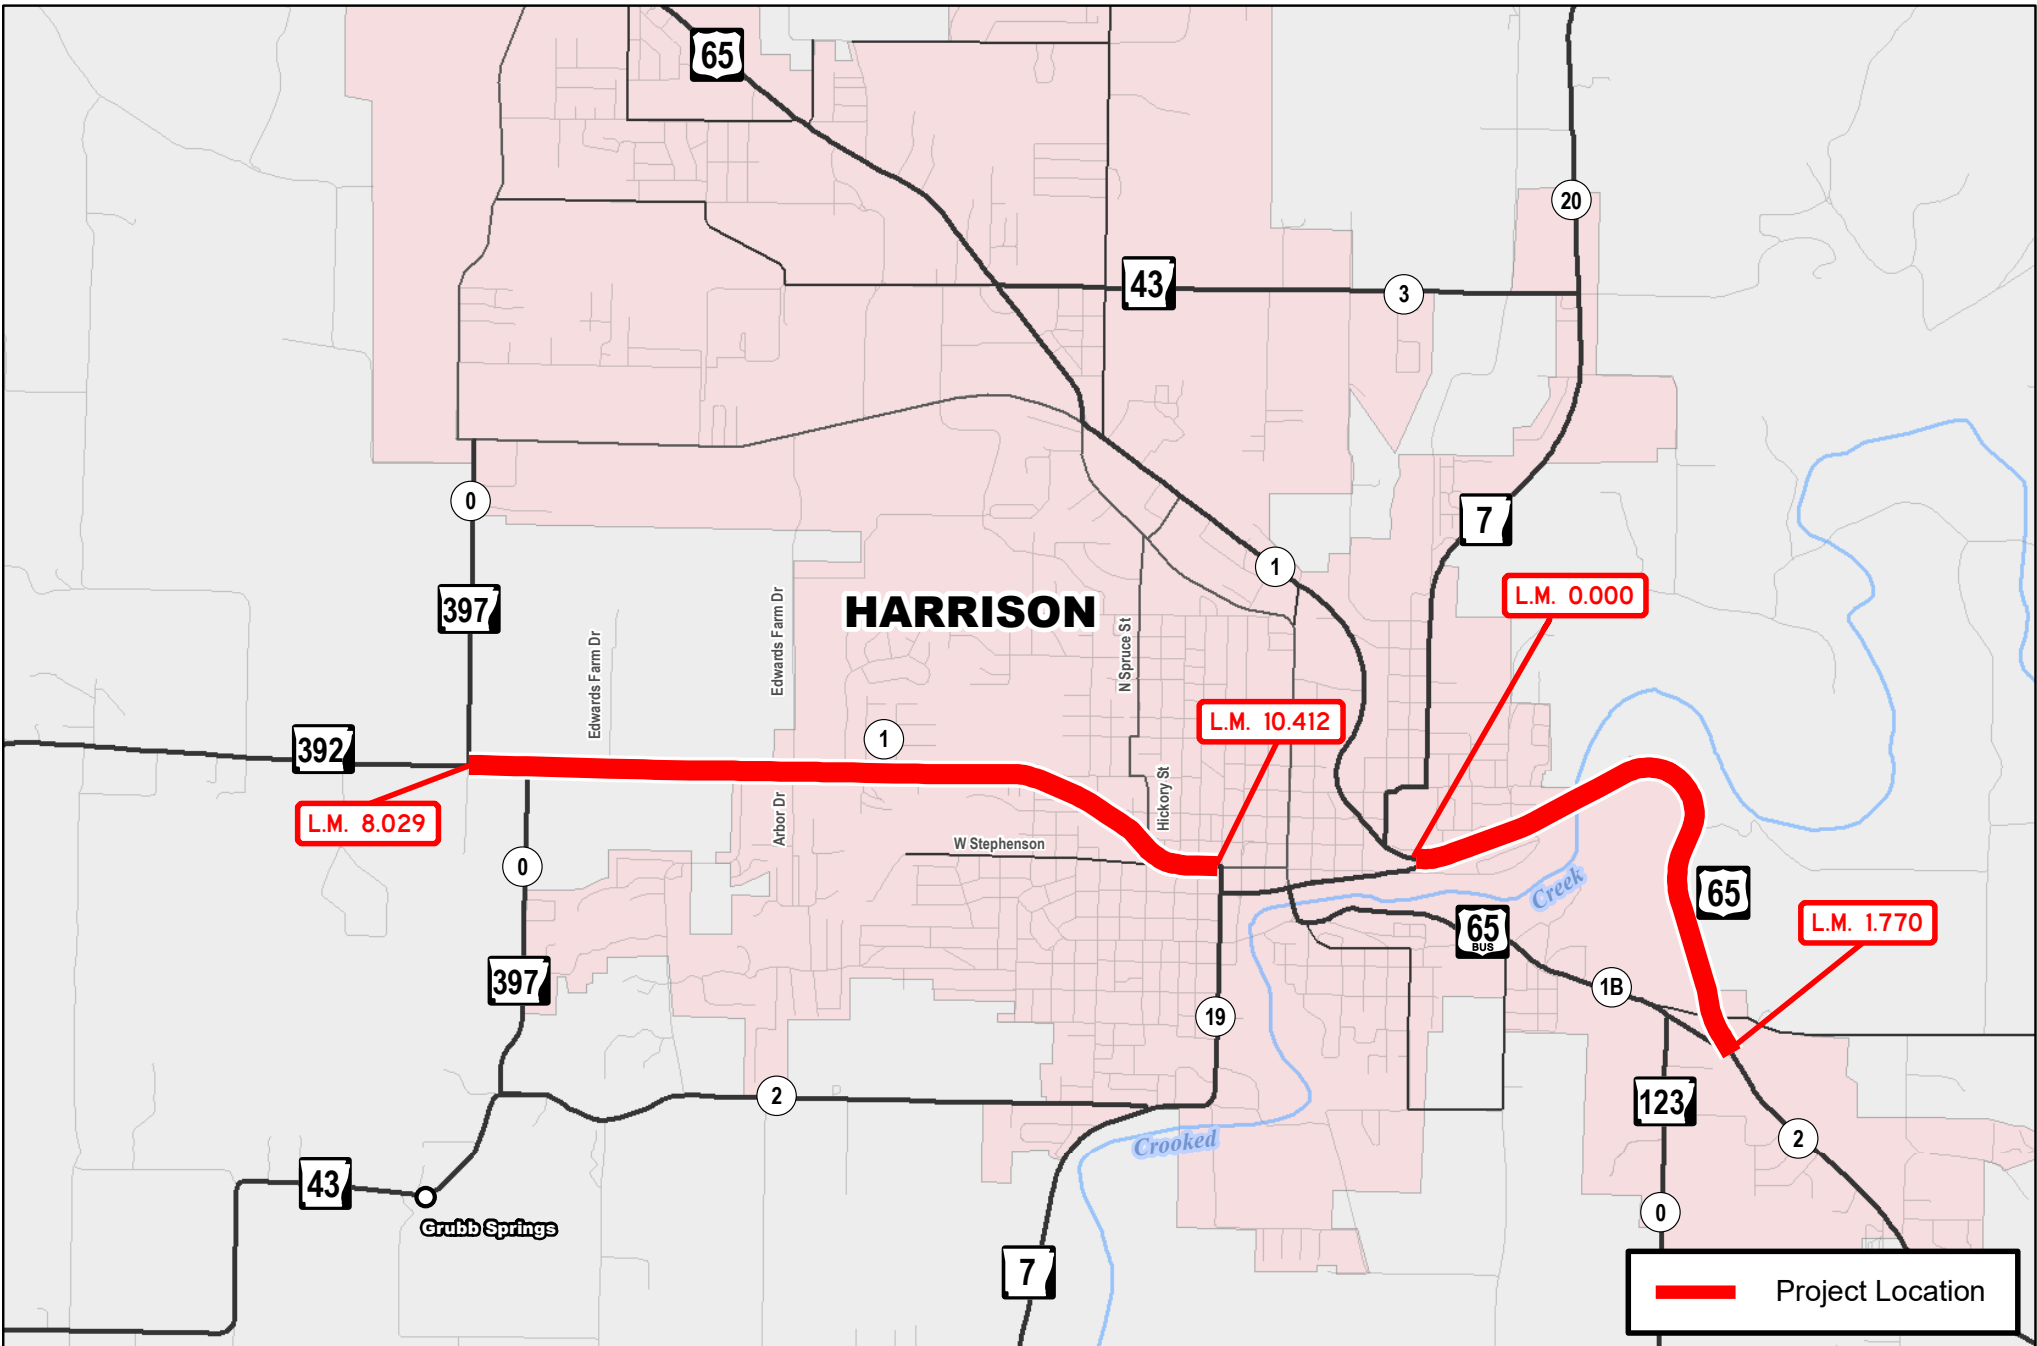 65
20
43
3
0
7
1
L.M. 0.000
397
HARRISON
Edwards Farm Dr
Edwards Farm Dr
N Spruce St
L.M. 10.412
392
1
L.M. 8.029
Arbor Dr
Hickory St
W Stephenson
0
Creek
65
65
BUS
L.M. 1.770
397
1B
19
2
123
2
Crooked
43
Grubb Springs
0
7
Project Location